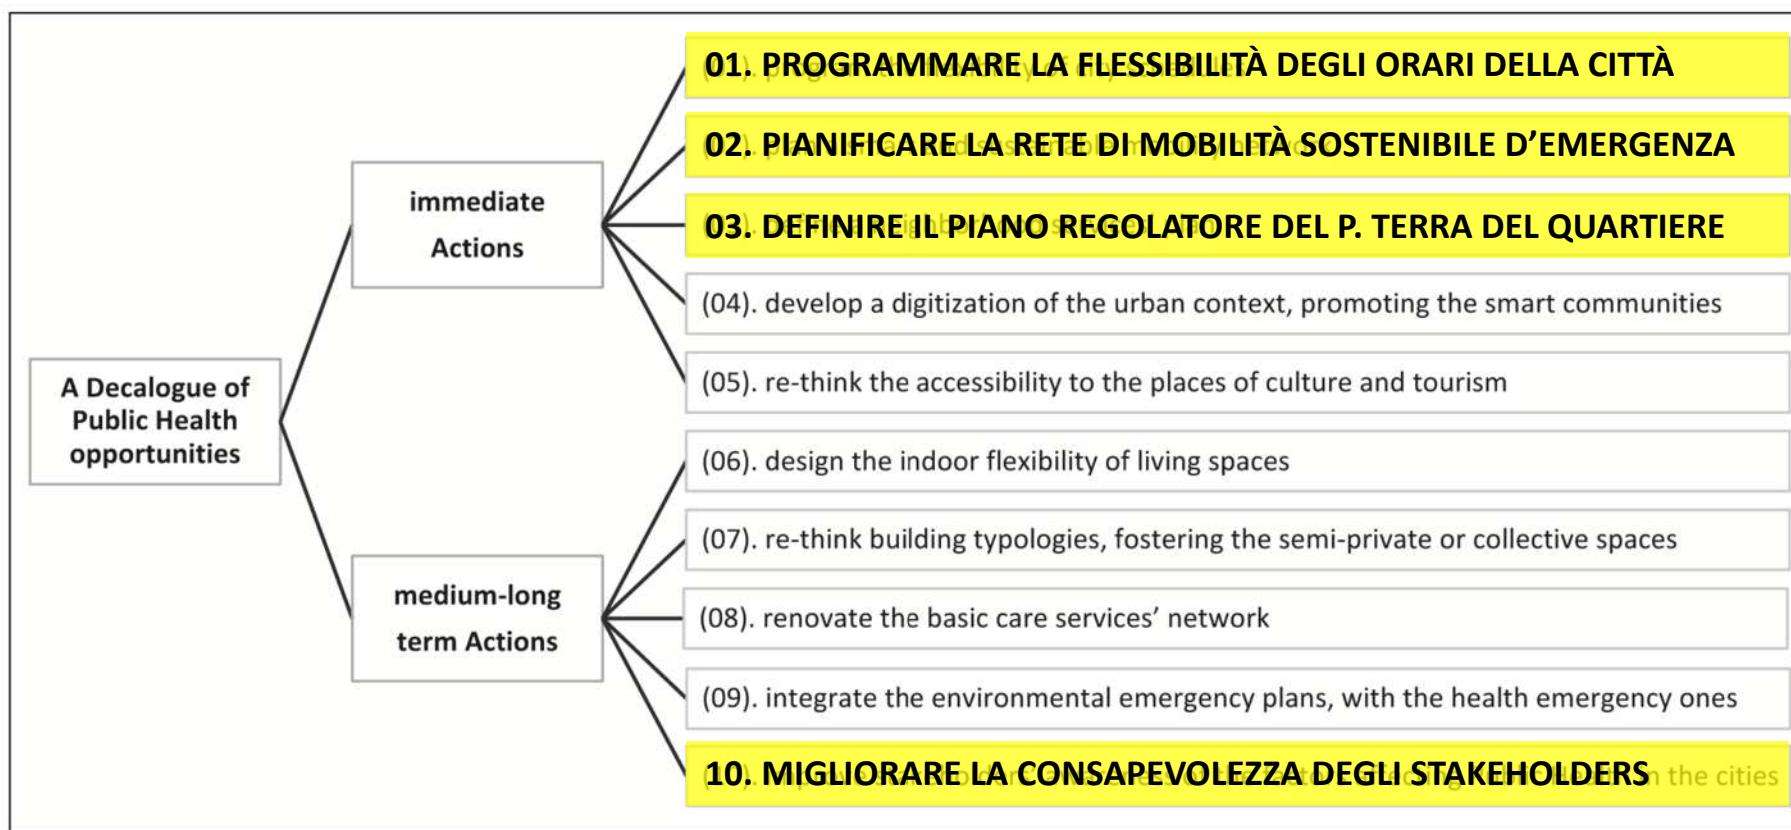 A Decalogue of
Public Health
opportunities
immediate
Actions
01. PROGRAMMARE LA FLESSIBILITÀ DEGLI ORARI DELLA CITTÀ
02. PIANIFICARE LA RETE DI MOBILITÀ SOSTENIBILE D’EMERGENZA
03. DEFINIRE IL PIANO REGOLATORE DEL P. TERRA DEL QUARTIERE
(04). develop a digitization of the urban context, promoting the smart communities
(05). re-think the accessibility to the places of culture and tourism
medium-long
term Actions
(06). design the indoor flexibility of living spaces
(07). re-think building typologies, fostering the semi-private or collective spaces
(08). renovate the basic care services’ network
(09). integrate the environmental emergency plans, with the health emergency ones
10. MIGLIORARE LA CONSAPEVOLEZZA DEGLI STAKEHOLDERS
in the cities